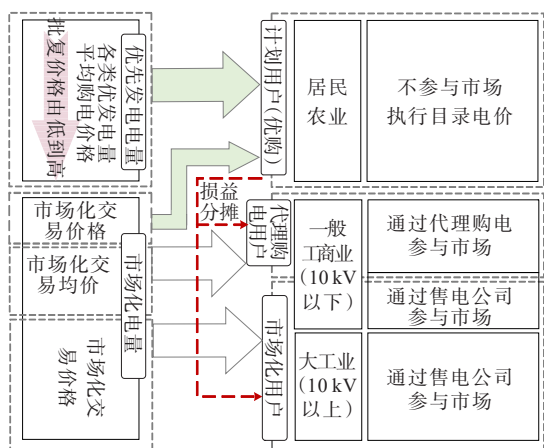 批复价格由低到高
各类优发电量
平均购电价格
优先发电电量
计划用户(优购)
居民
农业
不参与市场
执行目录电价
市场化交
易价格
损益
分摊
代理购
电用户
一般
工商业
(10 kV
以下)
通过代理购电
参与市场
市场化交
易均价
市场化电量
通过售电公司
参与市场
市场化交
易价格
市场化用户
大工业
(10 kV
以上)
通过售电公司
参与市场